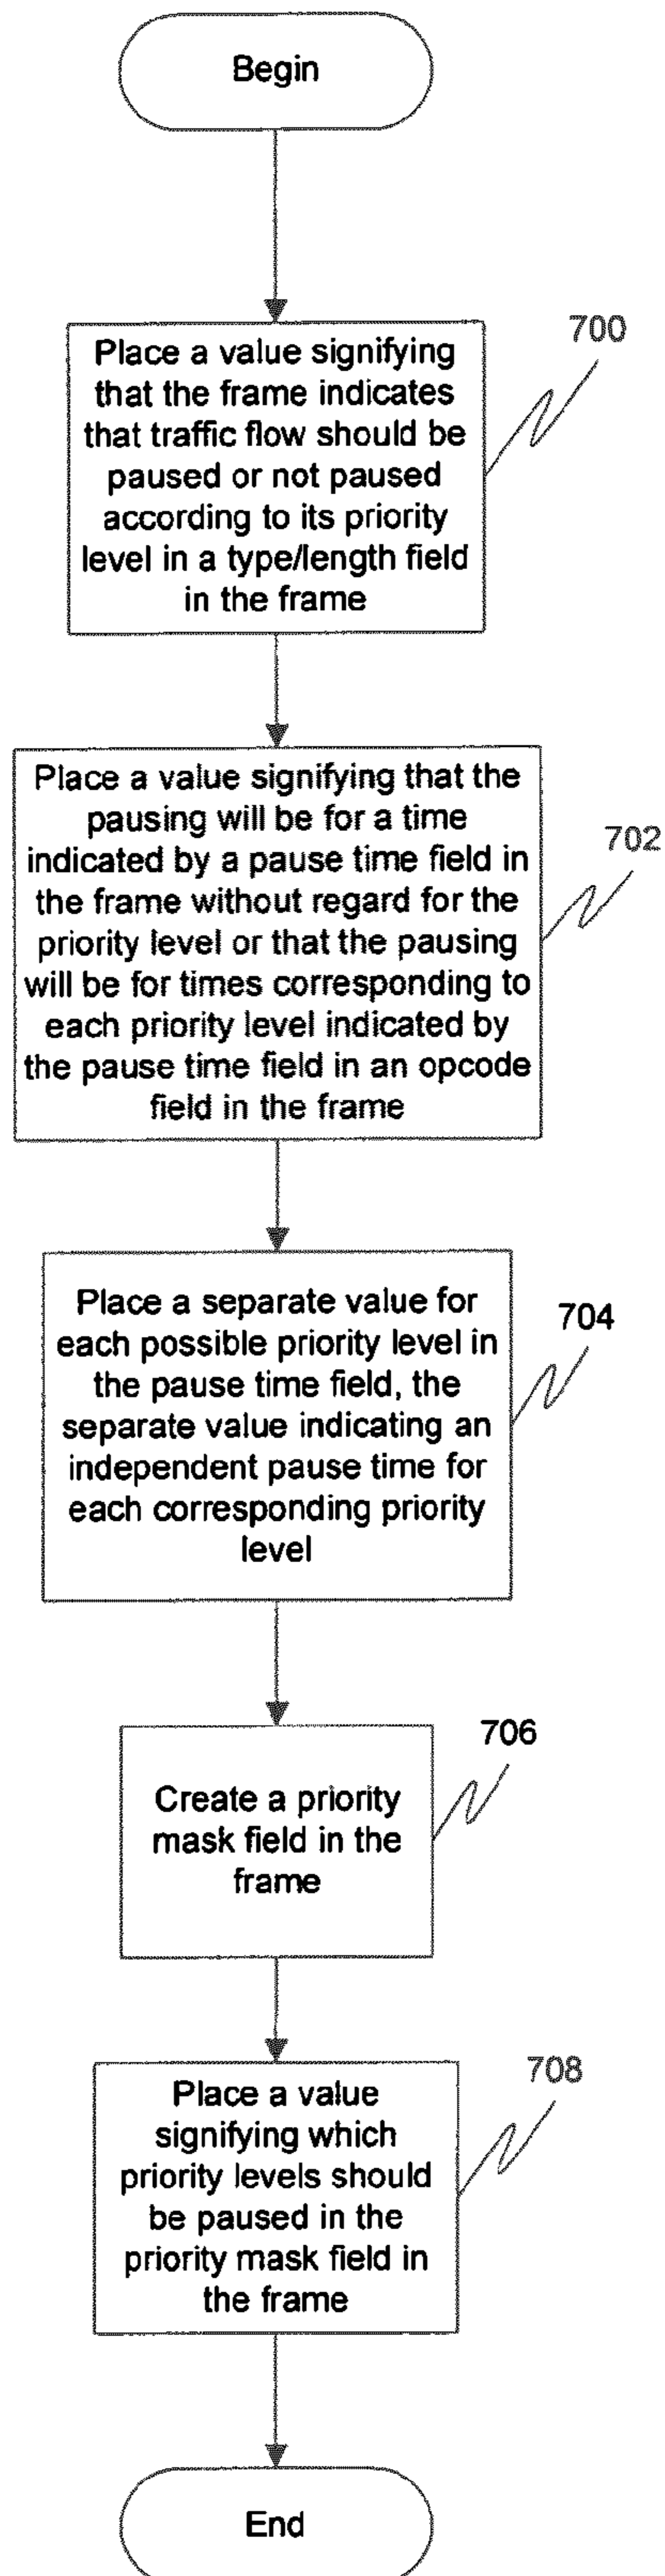 Begin
700
Place a value signifying
that the frame indicates
that traffic flow should be
paused or not paused
according to its priority
level in a type/length field
in the frame
702
Place a value signifying that the
pausing will be for a time
indicated by a pause time field in
the frame without regard for the
priority level or that the pausing
will be for times corresponding to
each priority level indicated by
the pause time field in an opcode
field in the frame
704
Place a separate value for
each possible priority level in
the pause time field, the
separate value indicating an
independent pause time for
each corresponding priority
level
706
Create a priority
mask field in the
frame
708
Place a value
signifying which
priority levels should
be paused in the
priority mask field in
the frame
End